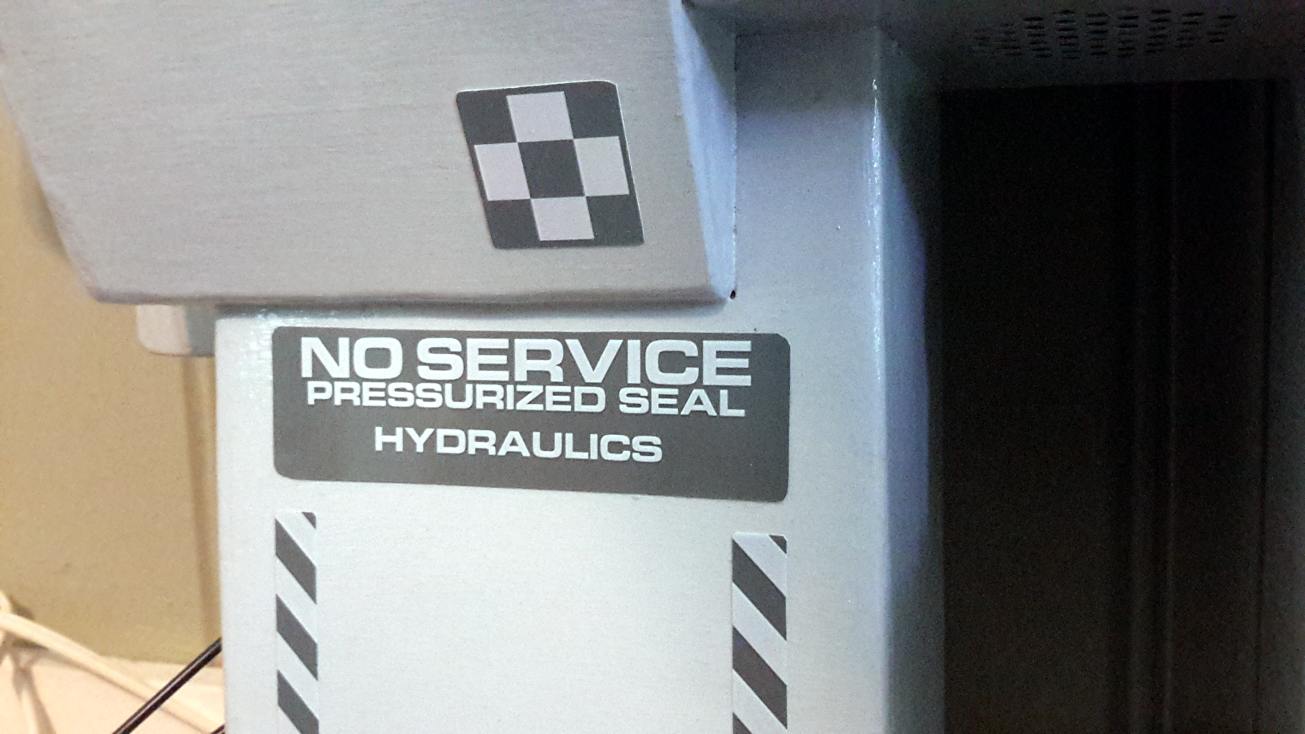 NO SERVICE
PRESSURIZED SEAL
HYDRAULICS